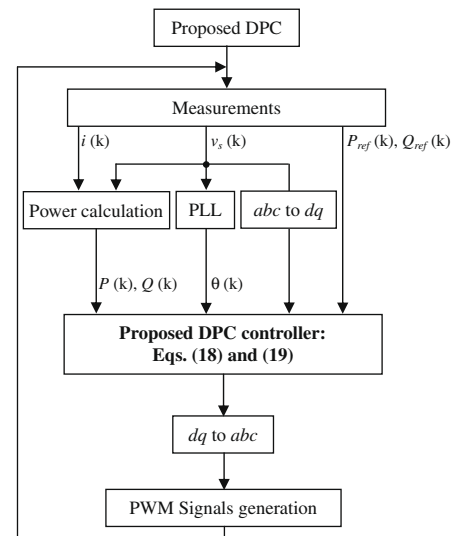 Proposed DPC
Measurements
i (k)
v_s (k)
P_ref (k), Q_ref (k)
Power calculation
PLL
abc to dq
P (k), Q (k)
θ (k)
Proposed DPC controller:
Eqs. (18) and (19)
dq to abc
PWM Signals generation